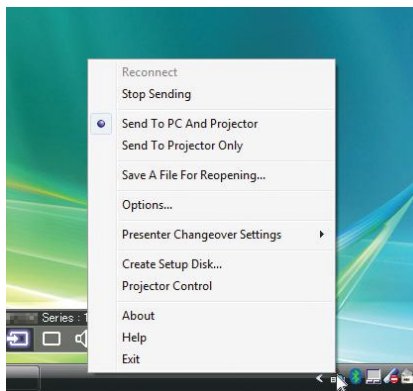 Reconnect
Stop Sending
Send To PC And Projector
Send To Projector Only
Save A File For Reopening...
Options...
Presenter Changeover Settings
Create Setup Disk...
Projector Control
About
Help
Exit
Series :